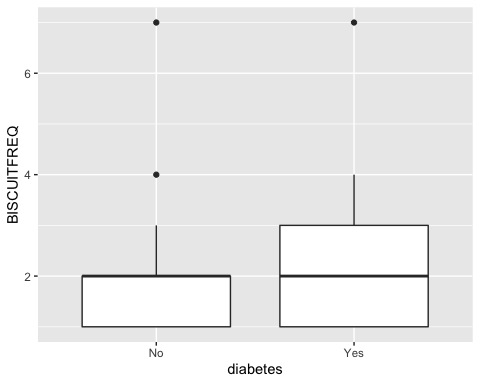 6
4
2
BISCUITFREQ
No Yes
diabetes